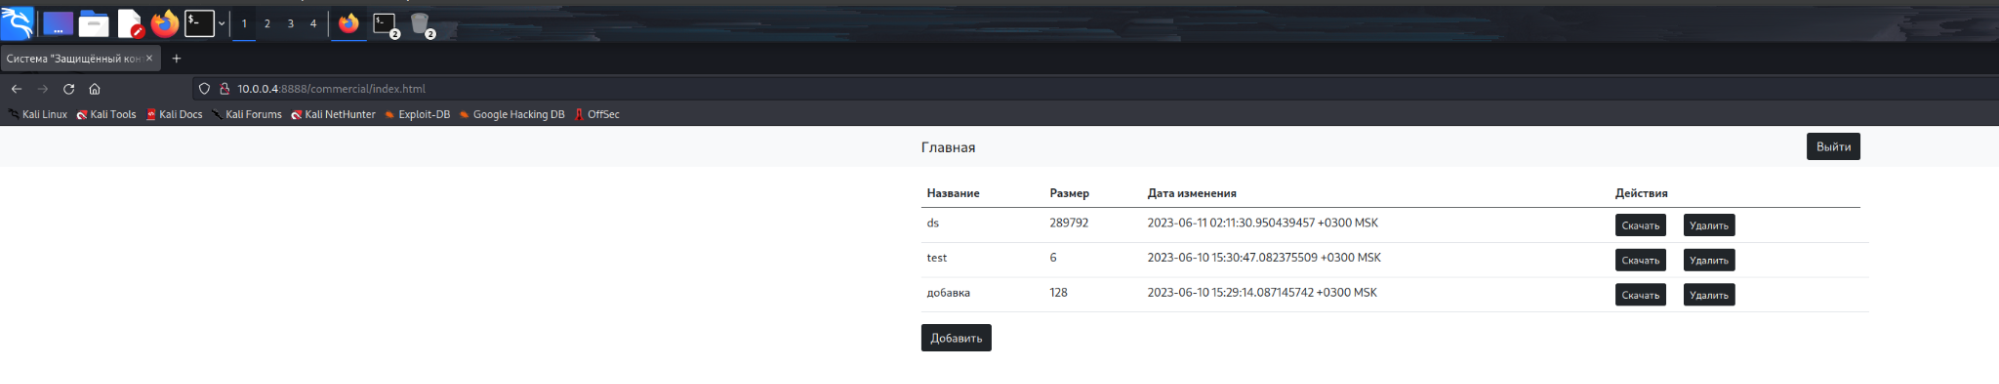 1 2 3 4 2 2
Система "Защищённый кон
10.0.0.4:8888/commercial/index.html
Kali Linux Kali Tools Kali Docs Kali Forums Kali NetHunter Exploit-DB Google Hacking DB OffSec
Главная Выйти
Название Размер Дата изменения Действия
ds 289792 2023-06-11 02:11:30.950439457 +0300 MSK Скачать Удалить
test 6 2023-06-10 15:30:47.082375509 +0300 MSK Скачать Удалить
добавка 128 2023-06-10 15:29:14.087145742 +0300 MSK Скачать Удалить
Добавить